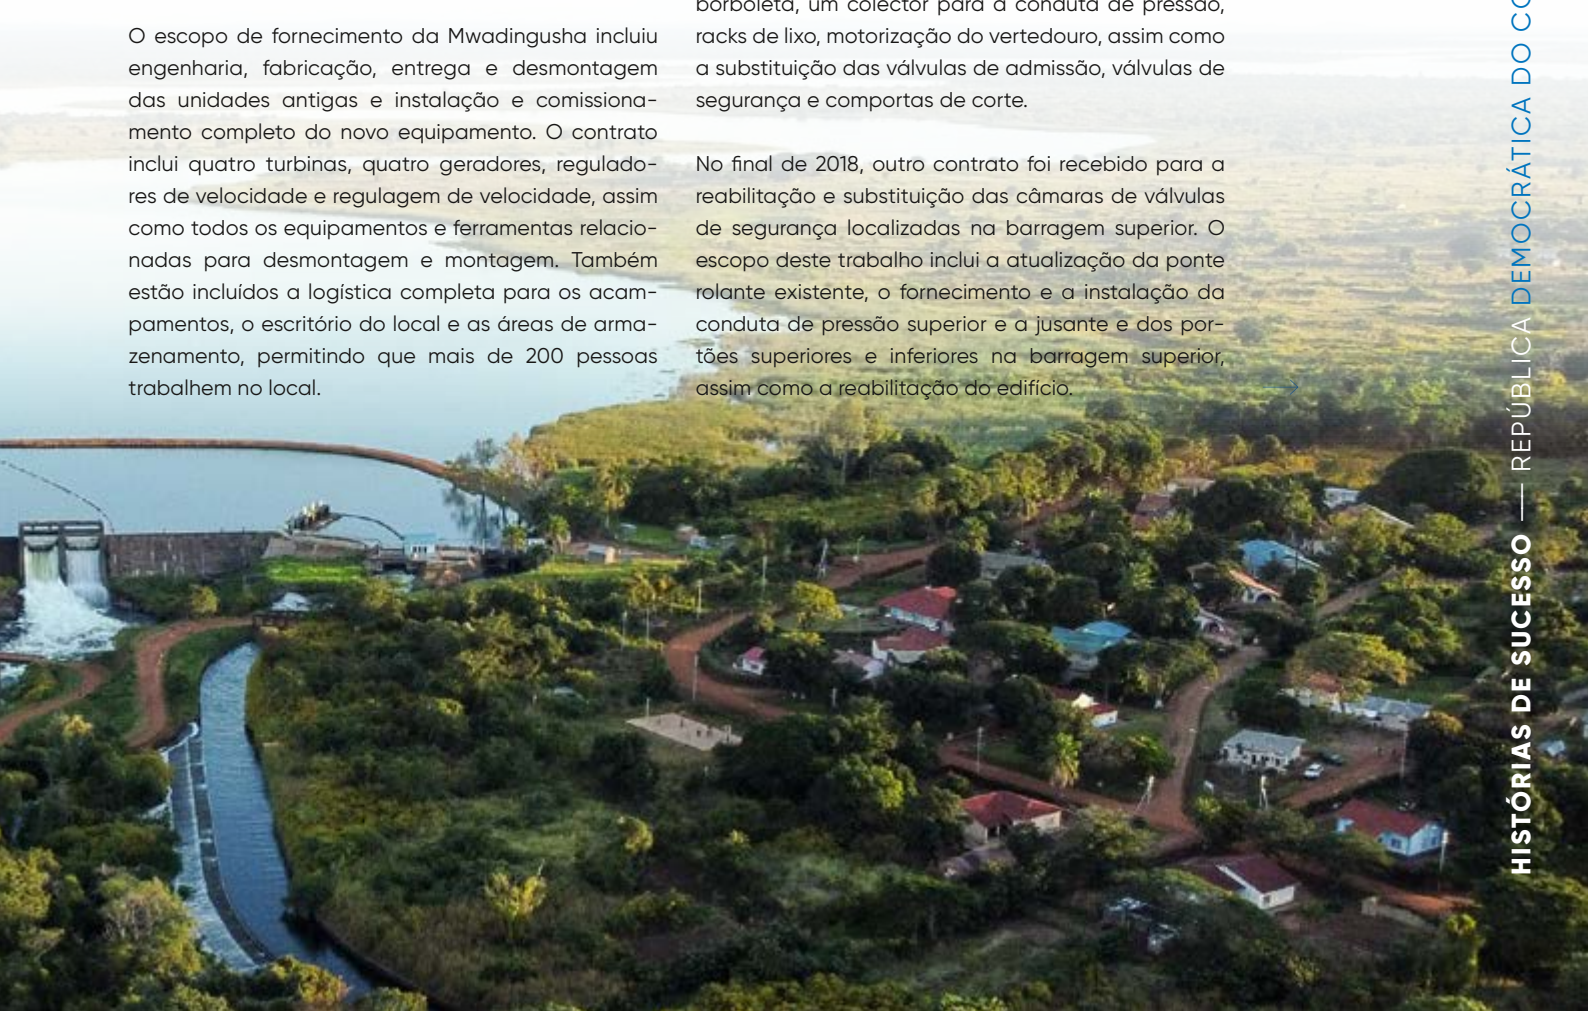 O escopo de fornecimento da Mwadingusha incluiu
engenharia, fabricação, entrega e desmontagem
das unidades antigas e instalação e comissiona-
mento completo do novo equipamento. O contrato
inclui quatro turbinas, quatro geradores, regulado-
res de velocidade e regulagem de velocidade, assim
como todos os equipamentos e ferramentas relacio-
nadas para desmontagem e montagem. Também
estão incluídos a logística completa para os acam-
pamentos, o escritório do local e as áreas de arma-
zenamento, permitindo que mais de 200 pessoas
trabalhem no local.
borboleta, um colector para a conduta de pressão,
racks de lixo, motorização do vertedouro, assim como
a substituição das válvulas de admissão, válvulas de
segurança e comportas de corte.
No final de 2018, outro contrato foi recebido para a
reabilitação e substituição das câmaras de válvulas
de segurança localizadas na barragem superior. O
escopo deste trabalho inclui a atualização da ponte
rolante existente, o fornecimento e a instalação da
conduta de pressão superior e a jusante e dos por-
tões superiores e inferiores na barragem superior,
assim como a reabilitação do edifício.
HISTÓRIAS DE SUCESSO — REPÚBLICA DEMOCRÁTICA DO